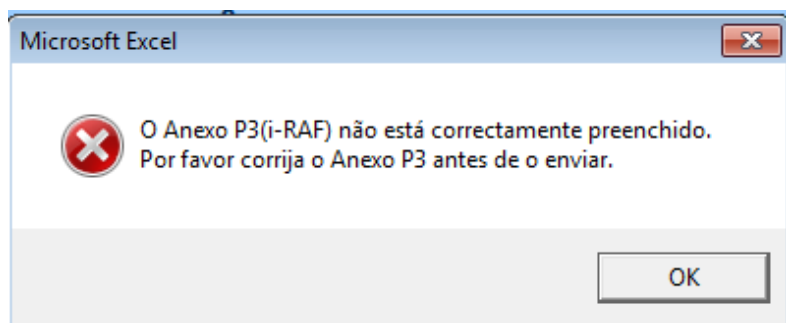 Microsoft Excel
O Anexo P3(i-RAF) não está correctamente preenchido.
Por favor corrija o Anexo P3 antes de o enviar.
OK